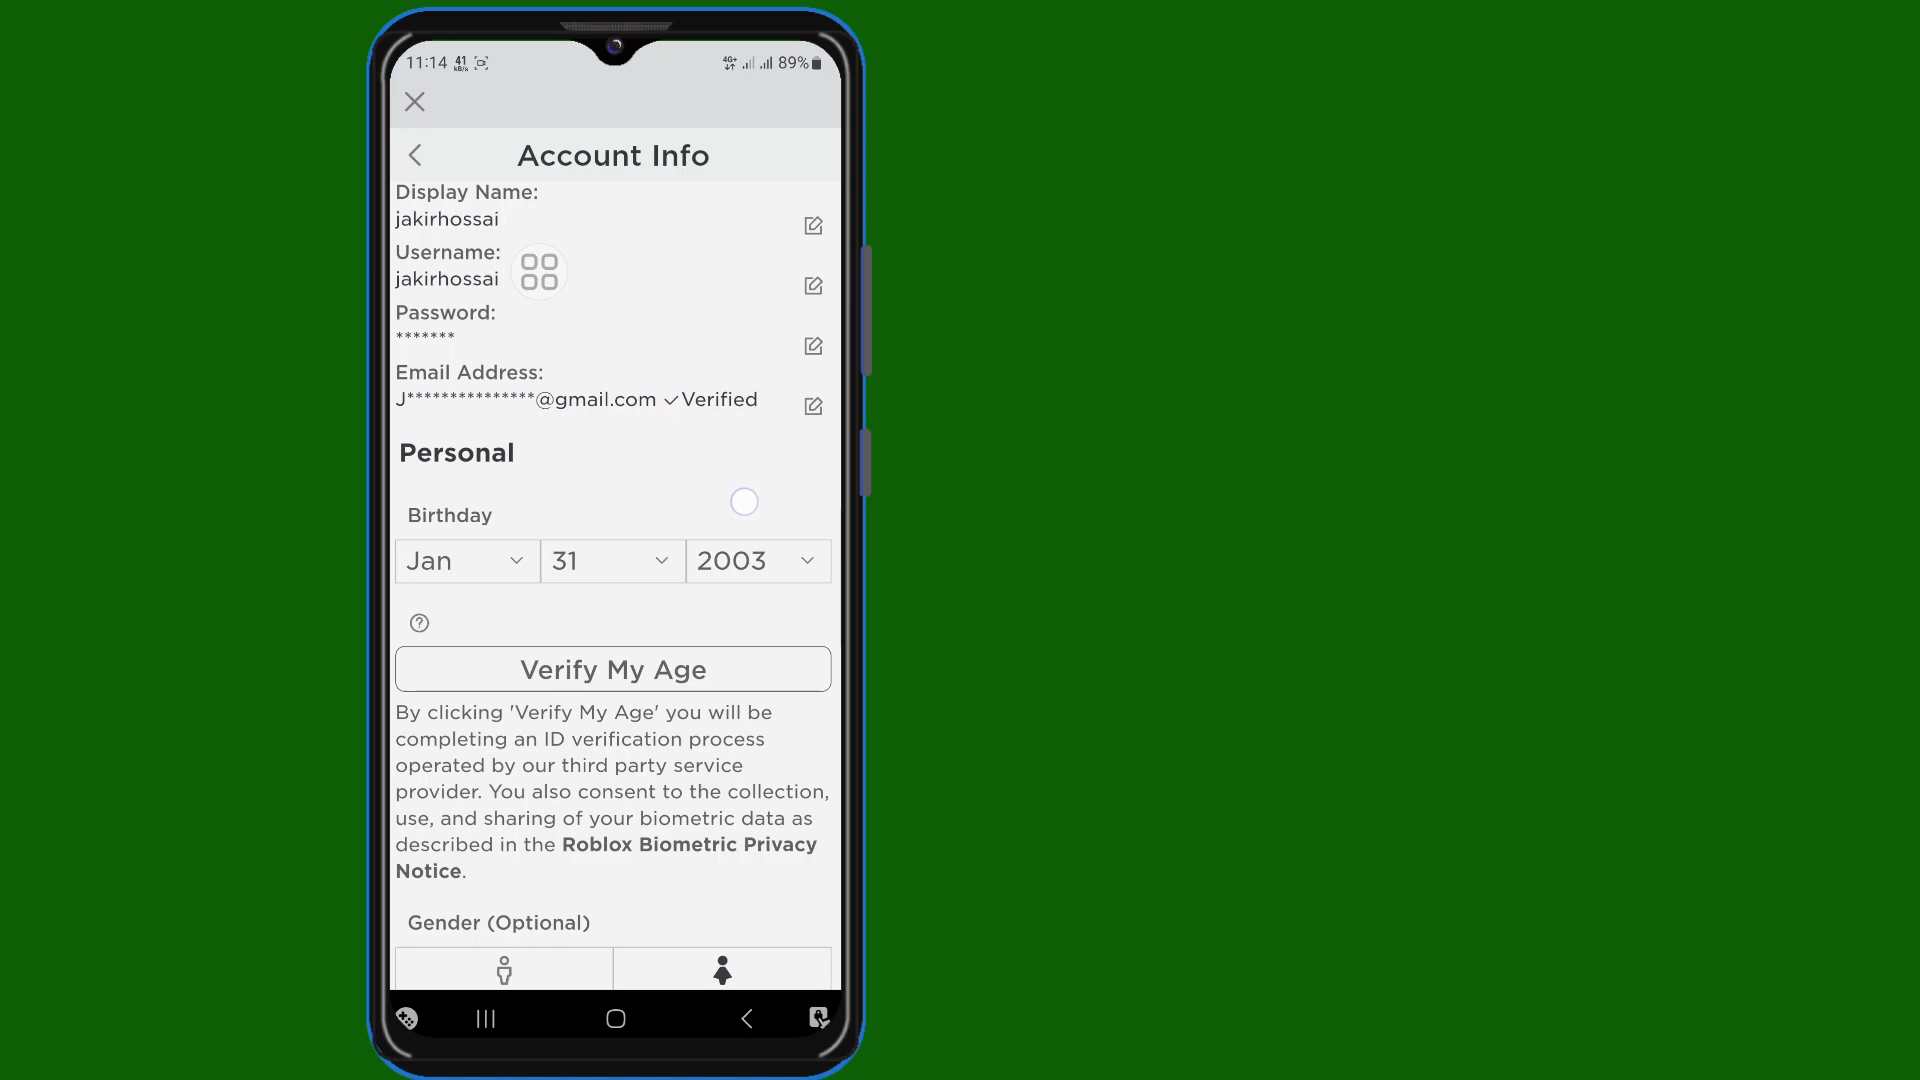 11:14 41 kB/s 4G+ 89%
Account Info
Display Name:
jakirhossai
Username:
jakirhossai
Password:
*******
Email Address:
J***************@gmail.com ✓Verified
Personal
Birthday
Jan 31 2003
?
Verify My Age
By clicking 'Verify My Age' you will be
completing an ID verification process
operated by our third party service
provider. You also consent to the collection,
use, and sharing of your biometric data as
described in the Roblox Biometric Privacy
Notice.
Gender (Optional)